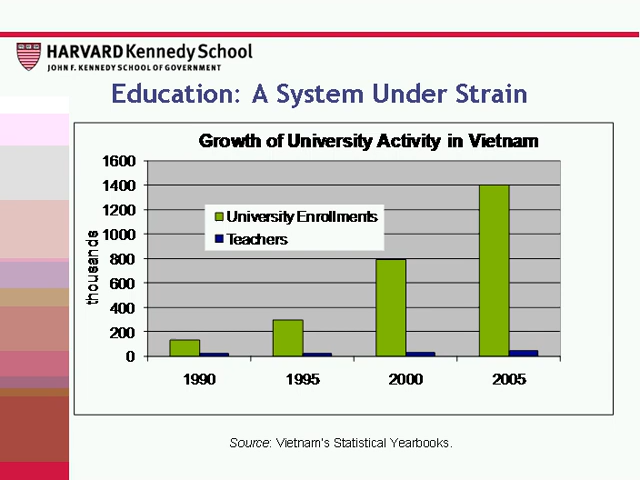 HARVARD Kennedy School
JOHN F. KENNEDY SCHOOL OF GOVERNMENT
Education: A System Under Strain
Growth of University Activity in Vietnam
1600
1400
1200
1000
800
600
400
200
0
thousands
University Enrollments
Teachers
1990 1995 2000 2005
Source: Vietnam's Statistical Yearbooks.